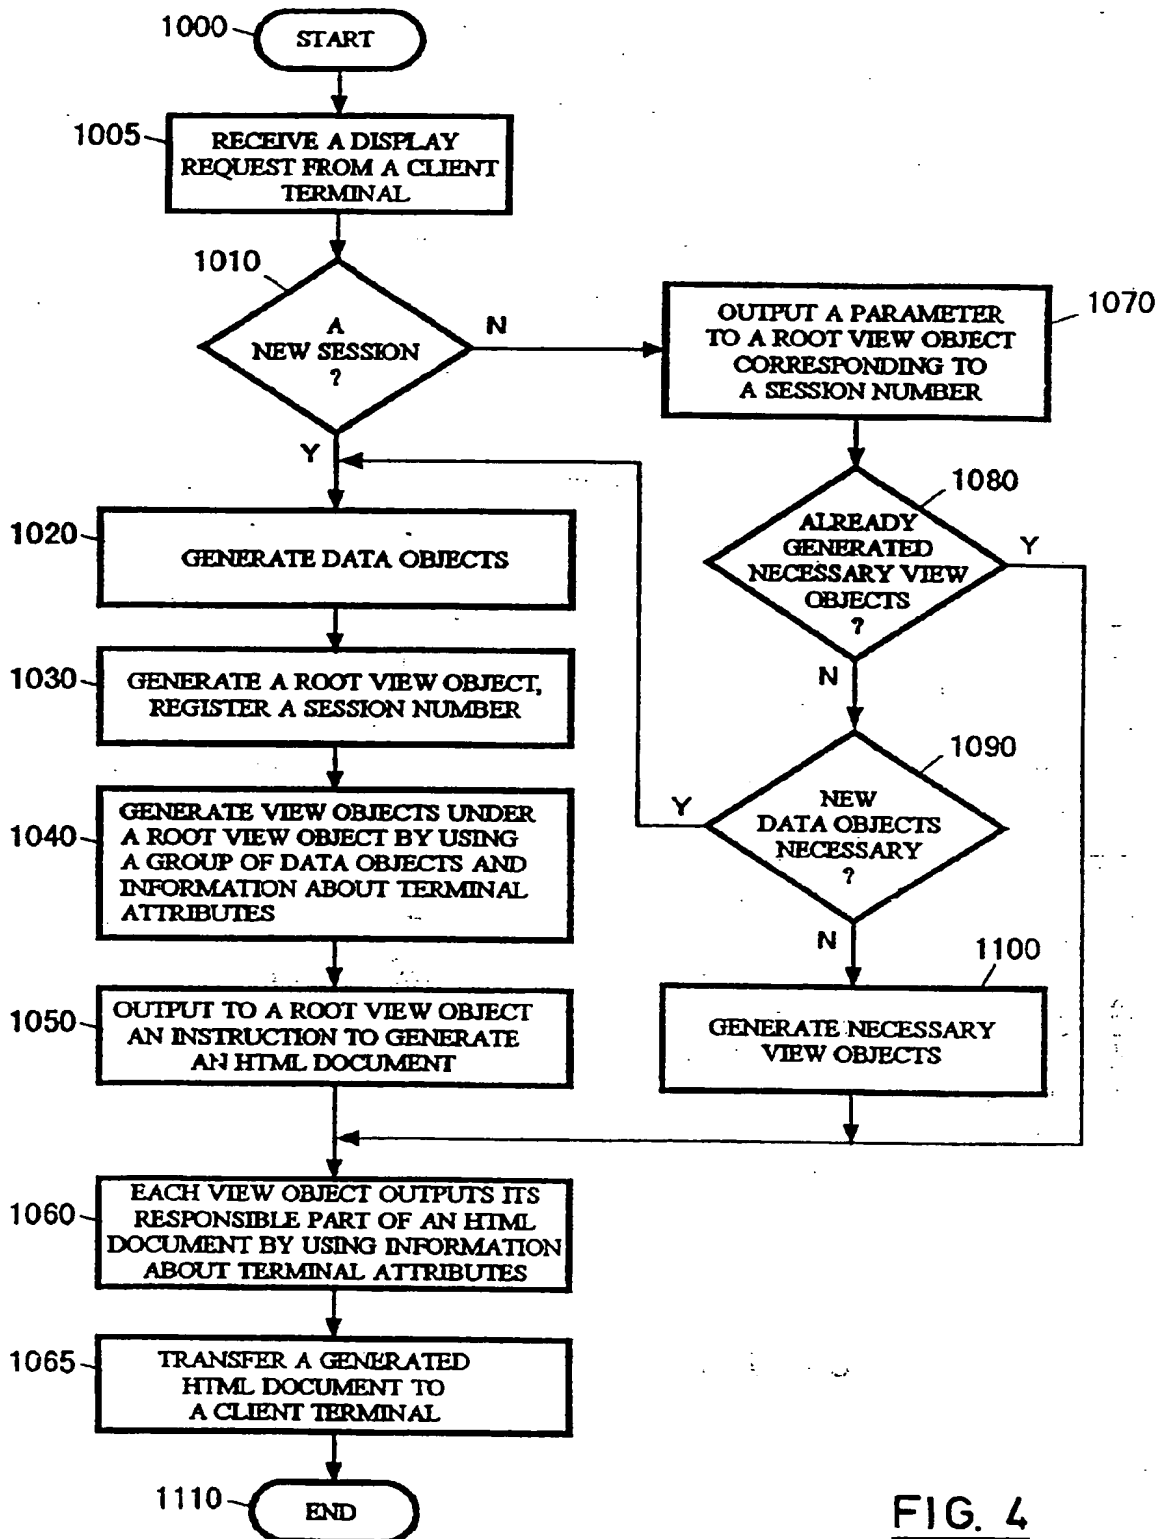 1000
START
1005
RECEIVE A DISPLAY
REQUEST FROM A CLIENT
TERMINAL
1010
A
NEW SESSION
?
N
Y
1070
OUTPUT A PARAMETER
TO A ROOT VIEW OBJECT
CORRESPONDING TO
A SESSION NUMBER
1080
ALREADY
GENERATED
NECESSARY VIEW
OBJECTS
?
Y
N
1020
GENERATE DATA OBJECTS
1030
GENERATE A ROOT VIEW OBJECT,
REGISTER A SESSION NUMBER
1090
NEW
DATA OBJECTS
NECESSARY
?
Y
N
1040
GENERATE VIEW OBJECTS UNDER
A ROOT VIEW OBJECT BY USING
A GROUP OF DATA OBJECTS AND
INFORMATION ABOUT TERMINAL
ATTRIBUTES
1100
GENERATE NECESSARY
VIEW OBJECTS
1050
OUTPUT TO A ROOT VIEW OBJECT
AN INSTRUCTION TO GENERATE
AN HTML DOCUMENT
1060
EACH VIEW OBJECT OUTPUTS ITS
RESPONSIBLE PART OF AN HTML
DOCUMENT BY USING INFORMATION
ABOUT TERMINAL ATTRIBUTES
1065
TRANSFER A GENERATED
HTML DOCUMENT TO
A CLIENT TERMINAL
1110
END
FIG. 4